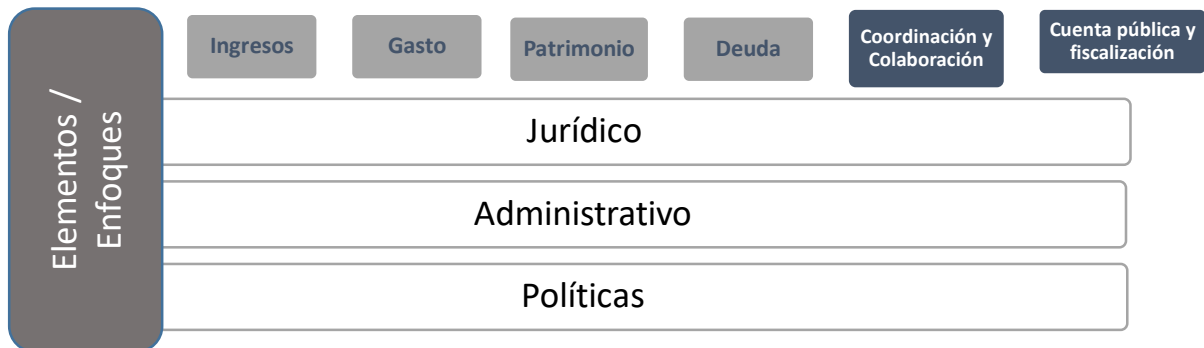 Elementos /
Enfoques
Ingresos
Gasto
Patrimonio
Deuda
Coordinación y
Colaboración
Cuenta pública y
fiscalización
Jurídico
Administrativo
Políticas